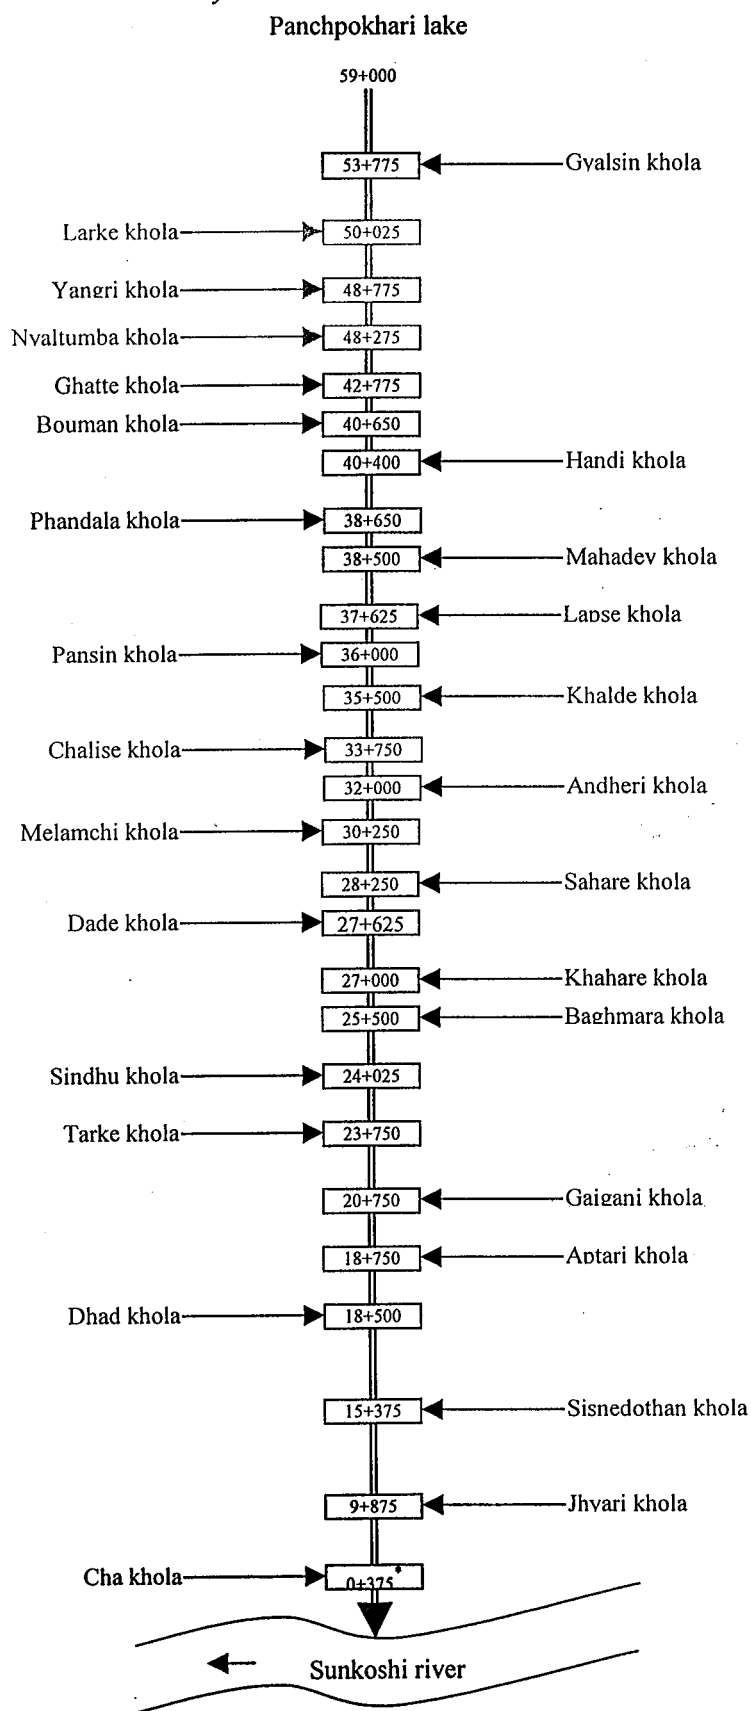 Panchpokhari lake
59+000
53+775 Gyalsin khola
Larke khola 50+025
Yangri khola 48+775
Nyaltumba khola 48+275
Ghatte khola 42+775
Bouman khola 40+650
40+400 Handi khola
Phandala khola 38+650
38+500 Mahadev khola
37+625 Lapse khola
Pansin khola 36+000
35+500 Khalde khola
Chalise khola 33+750
32+000 Andheri khola
Melamchi khola 30+250
28+250 Sahare khola
Dade khola 27+625
27+000 Khahare khola
25+500 Baghmara khola
Sindhu khola 24+025
Tarke khola 23+750
20+750 Gaigani khola
18+750 Aptari khola
Dhad khola 18+500
15+375 Sisnedothan khola
9+875 Jhyari khola
Cha khola 0+375*
Sunkoshi river